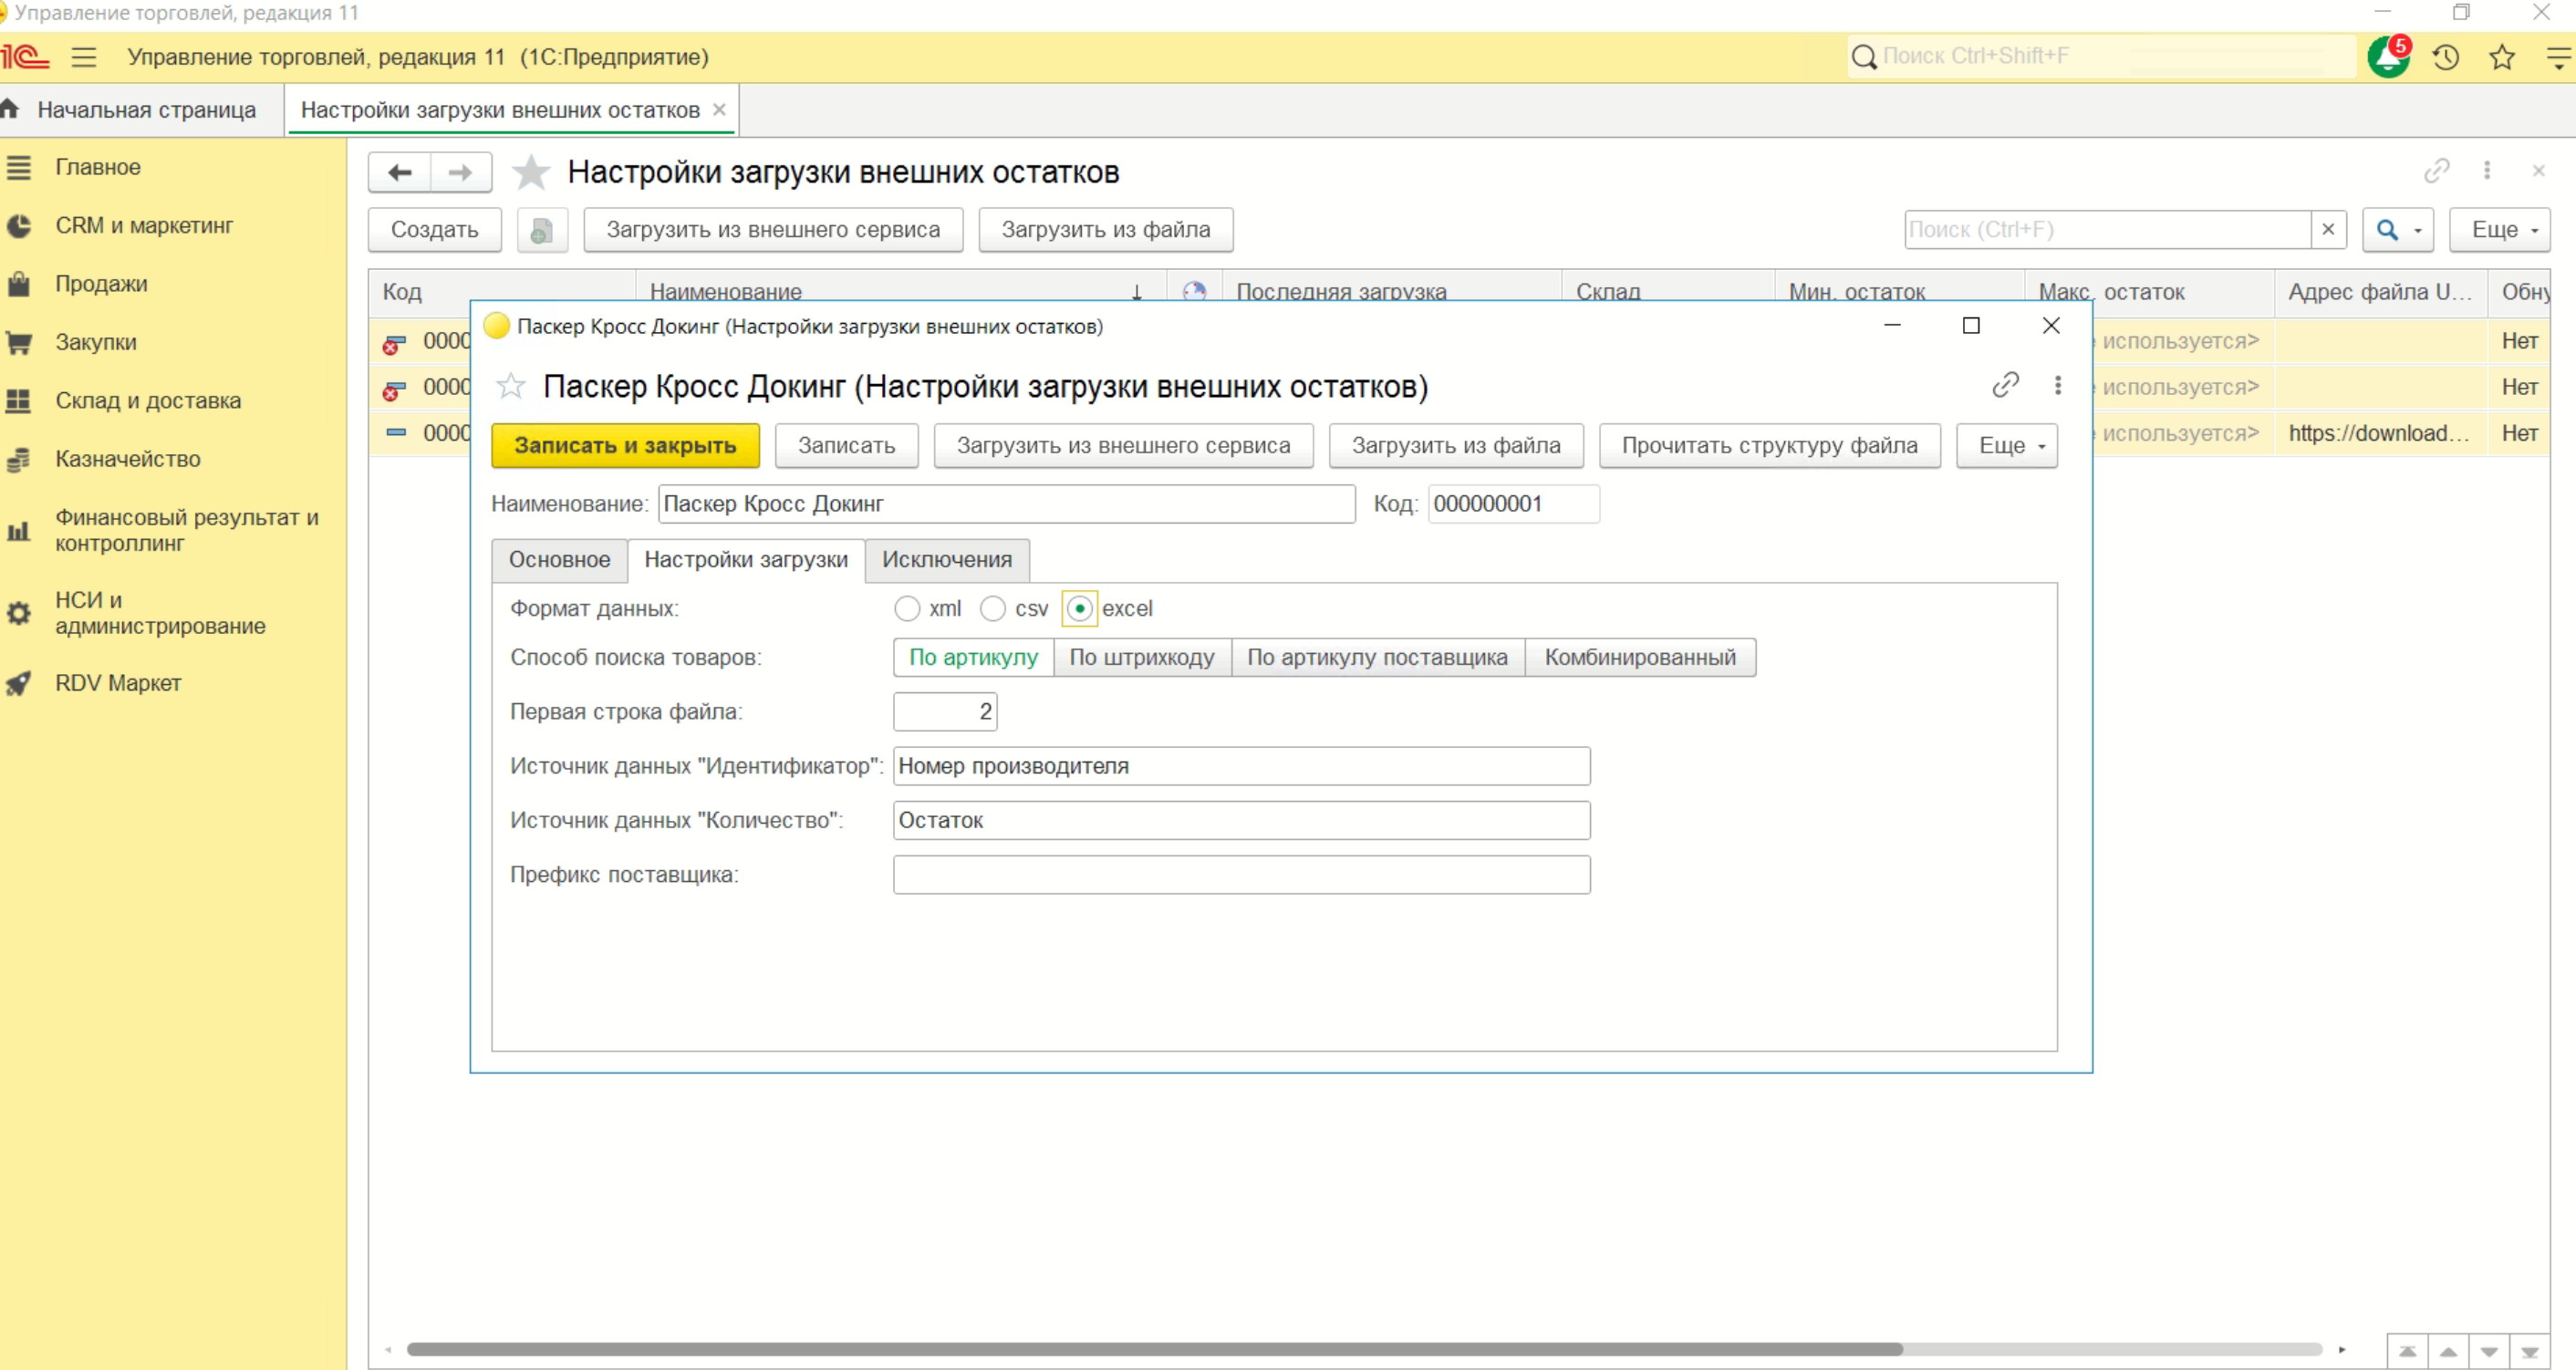 Управление торговлей, редакция 11
1С Управление торговлей, редакция 11 (1С:Предприятие) Поиск Ctrl+Shift+F 5
Начальная страница Настройки загрузки внешних остатков
Главное
CRM и маркетинг
Продажи
Закупки
Склад и доставка
Казначейство
Финансовый результат и
контроллинг
НСИ и
администрирование
RDV Маркет
Настройки загрузки внешних остатков
Создать Загрузить из внешнего сервиса Загрузить из файла Поиск (Ctrl+F) Еще
Код Наименование Последняя загрузка Склад Мин. остаток Макс. остаток Адрес файла U... Обну
0000 используется> Нет
0000 используется> Нет
0000 используется> https://download... Нет
Паскер Кросс Докинг (Настройки загрузки внешних остатков)
Паскер Кросс Докинг (Настройки загрузки внешних остатков)
Записать и закрыть Записать Загрузить из внешнего сервиса Загрузить из файла Прочитать структуру файла Еще
Наименование: Паскер Кросс Докинг Код: 000000001
Основное Настройки загрузки Исключения
Формат данных: xml csv excel
Способ поиска товаров: По артикулу По штрихкоду По артикулу поставщика Комбинированный
Первая строка файла: 2
Источник данных "Идентификатор": Номер производителя
Источник данных "Количество": Остаток
Префикс поставщика: